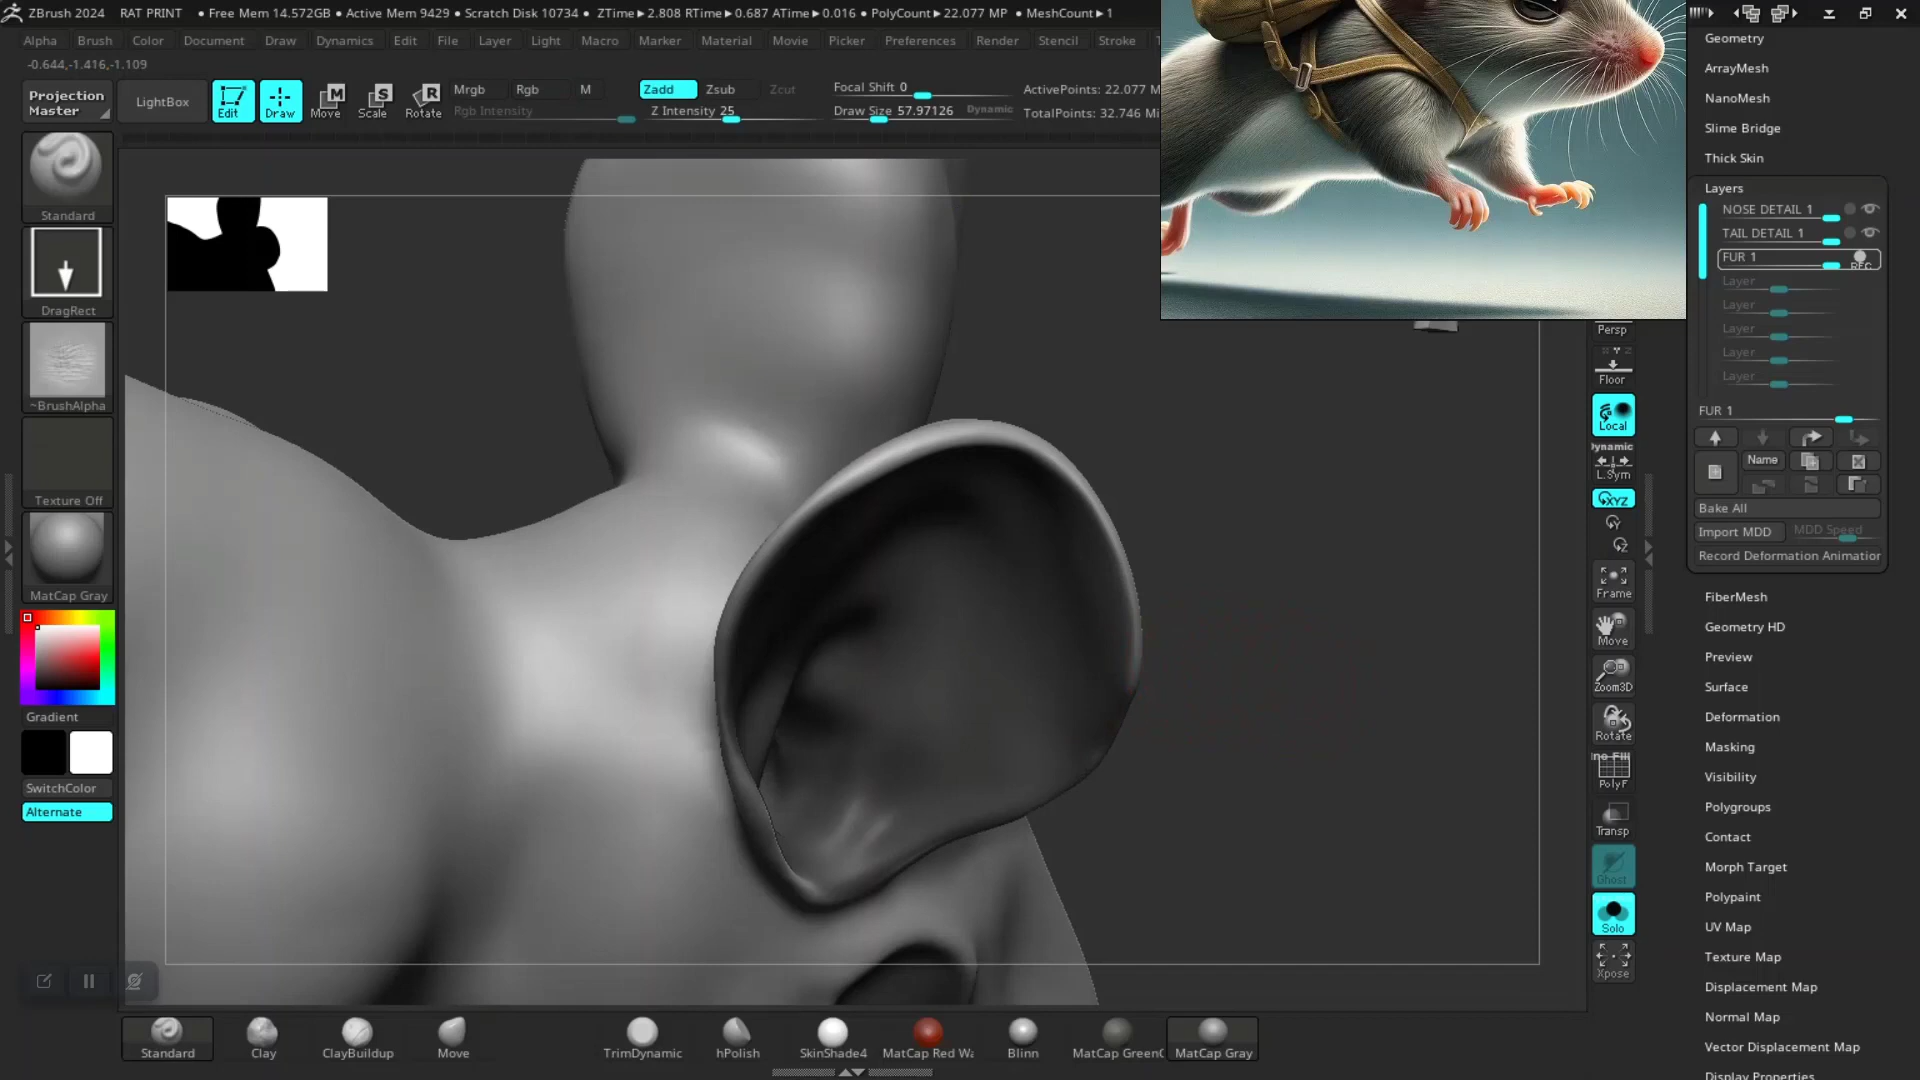 ZBrush 2024 RAT PRINT • Free Mem 14.572GB • Active Mem 9429 • Scratch Disk 10734 • ZTime▸2.808 RTime▸0.687 ATime▸0.016 • PolyCount▸22.077 MP • MeshCount▸1
Alpha Brush Color Document Draw Dynamics Edit File Layer Light Macro Marker Material Movie Picker Preferences Render Stencil Stroke
-0.644,-1.416,-1.109
Projection Master
LightBox
Edit
Draw
Move
Scale
Rotate
Mrgb Rgb M
Rgb Intensity
Zadd Zsub Zcut
Z Intensity 25
Focal Shift 0
Draw Size 57.97126 Dynamic
ActivePoints: 22.077 M
TotalPoints: 32.746 Mi
Standard
DragRect
~BrushAlpha
Texture Off
MatCap Gray
Gradient
SwitchColor
Alternate
Persp
Floor
Local
Dynamic
L.Sym
XYZ
Y
Z
Frame
Move
Zoom3D
Rotate
PolyF
Transp
Ghost
Solo
Xpose
Geometry
ArrayMesh
NanoMesh
Slime Bridge
Thick Skin
Layers
NOSE DETAIL 1
TAIL DETAIL 1
FUR 1 REC
Layer
Layer
Layer
Layer
Layer
FUR 1
Name
Bake All
Import MDD MDD Speed
Record Deformation Animation
FiberMesh
Geometry HD
Preview
Surface
Deformation
Masking
Visibility
Polygroups
Contact
Morph Target
Polypaint
UV Map
Texture Map
Displacement Map
Normal Map
Vector Displacement Map
Display Properties
Standard Clay ClayBuildup Move TrimDynamic hPolish SkinShade4 MatCap Red Wa Blinn MatCap GreenC MatCap Gray